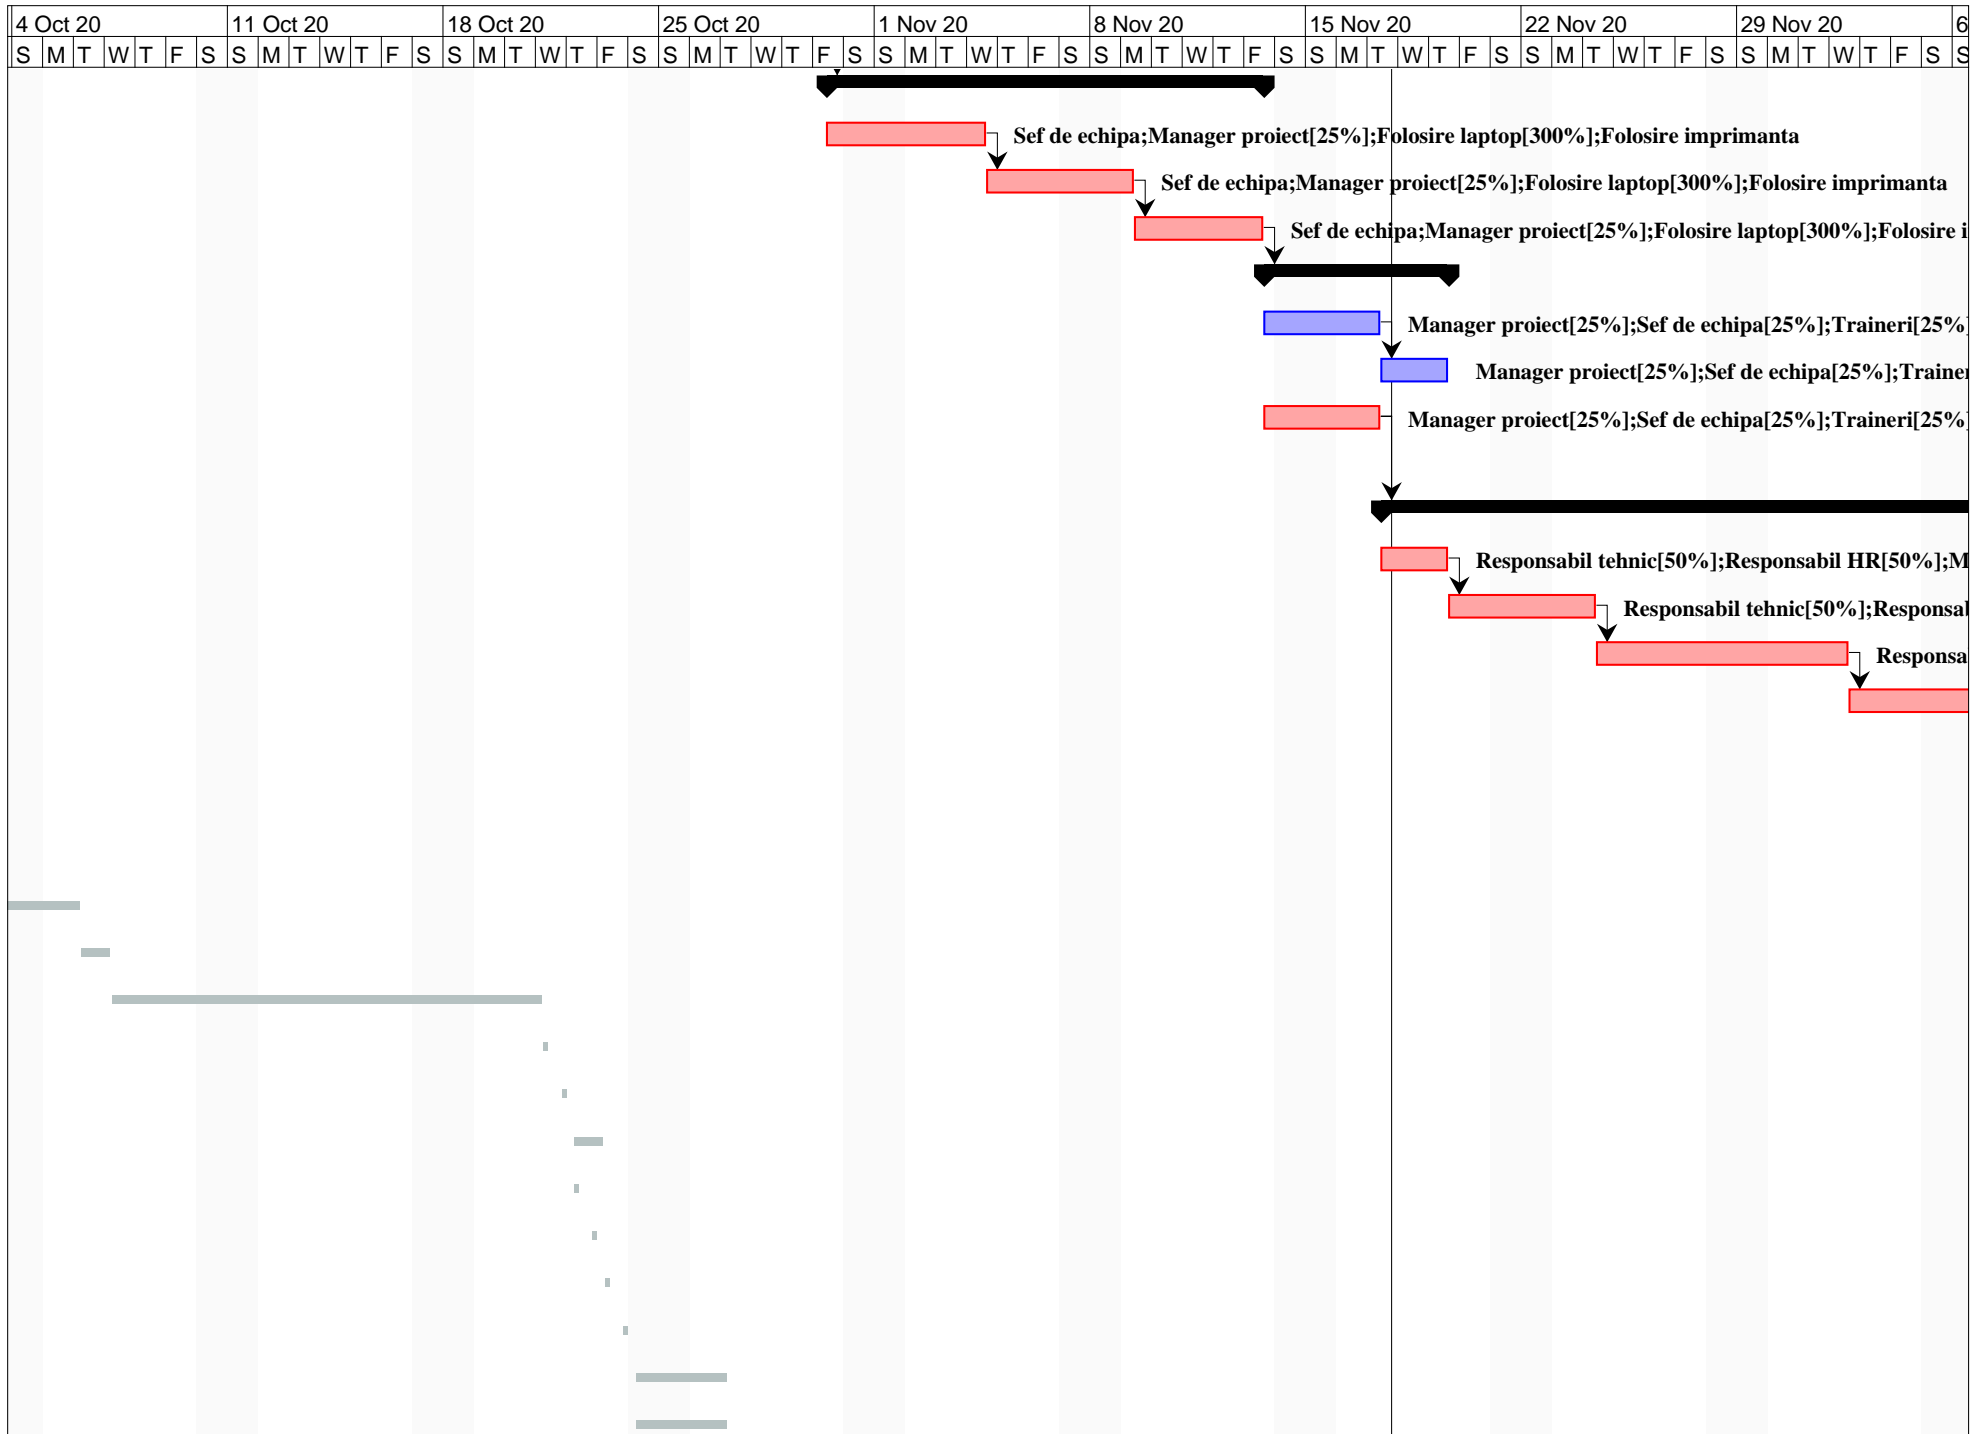 4 Oct 20 11 Oct 20 18 Oct 20 25 Oct 20 1 Nov 20 8 Nov 20 15 Nov 20 22 Nov 20 29 Nov 20 6
S M T W T F S S M T W T F S S M T W T F S S M T W T F S S M T W T F S S M T W T F S S M T W T F S S M T W T F S S M T W T F S S
Sef de echipa;Manager proiect[25%];Folosire laptop[300%];Folosire imprimanta
Sef de echipa;Manager proiect[25%];Folosire laptop[300%];Folosire imprimanta
Sef de echipa;Manager proiect[25%];Folosire laptop[300%];Folosire i
Manager proiect[25%];Sef de echipa[25%];Traineri[25%]
Manager proiect[25%];Sef de echipa[25%];Traineri
Manager proiect[25%];Sef de echipa[25%];Traineri[25%]
Responsabil tehnic[50%];Responsabil HR[50%];M
Responsabil tehnic[50%];Responsab
Responsa